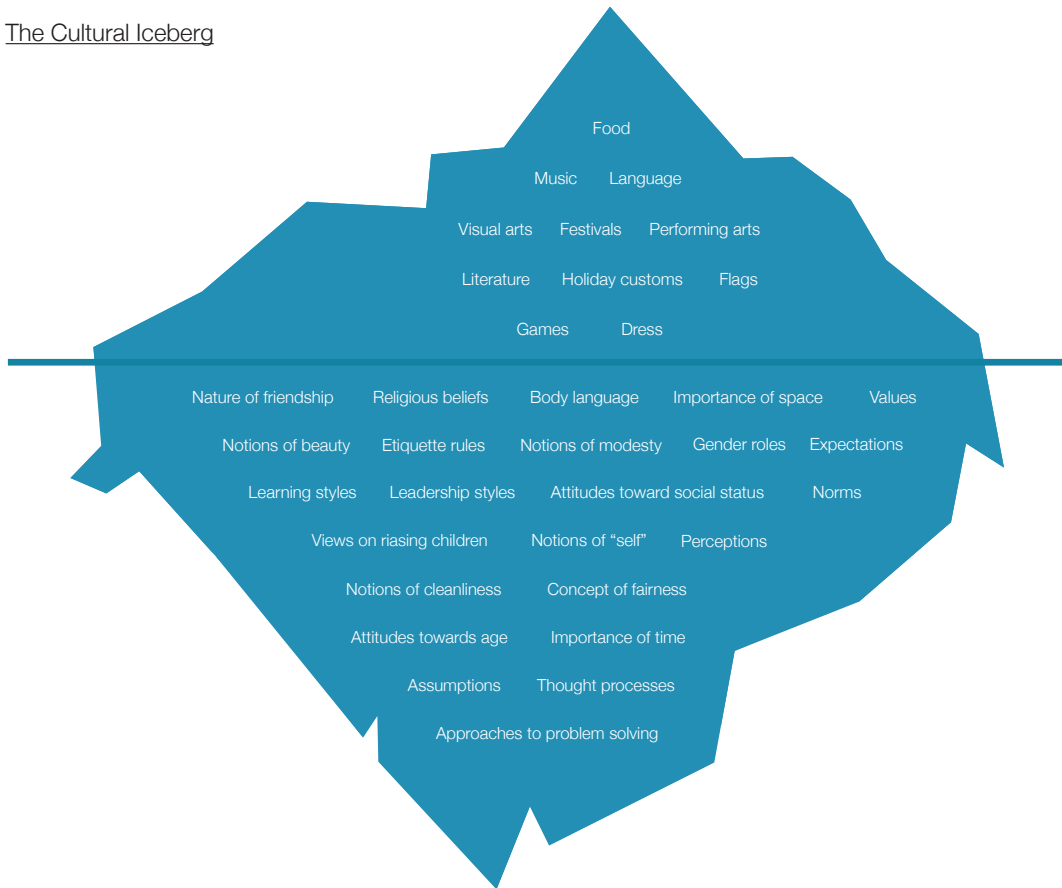 The Cultural Iceberg
Food
Music Language
Visual arts Festivals Performing arts
Literature Holiday customs Flags
Games Dress
Nature of friendship Religious beliefs Body language Importance of space Values
Notions of beauty Etiquette rules Notions of modesty Gender roles Expectations
Learning styles Leadership styles Attitudes toward social status Norms
Views on riasing children Notions of “self” Perceptions
Notions of cleanliness Concept of fairness
Attitudes towards age Importance of time
Assumptions Thought processes
Approaches to problem solving